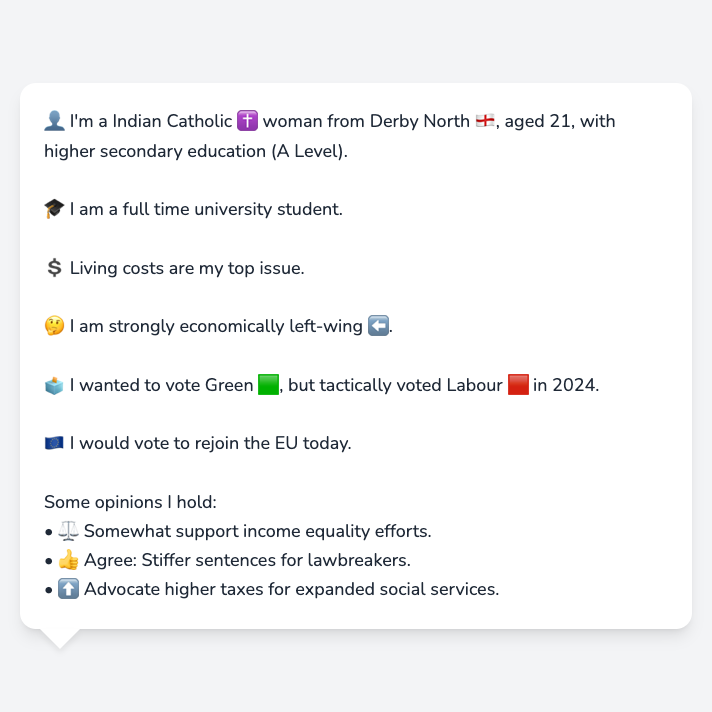 👤 I'm a Indian Catholic ✝️ woman from Derby North 🏴󠁧󠁢󠁥󠁮󠁧󠁿, aged 21, with
higher secondary education (A Level).
🎓 I am a full time university student.
💲 Living costs are my top issue.
🤔 I am strongly economically left-wing ⬅️.
🗳️ I wanted to vote Green 🟩, but tactically voted Labour 🟥 in 2024.
🇪🇺 I would vote to rejoin the EU today.
Some opinions I hold:
• ⚖️ Somewhat support income equality efforts.
• 👍 Agree: Stiffer sentences for lawbreakers.
• ⬆️ Advocate higher taxes for expanded social services.